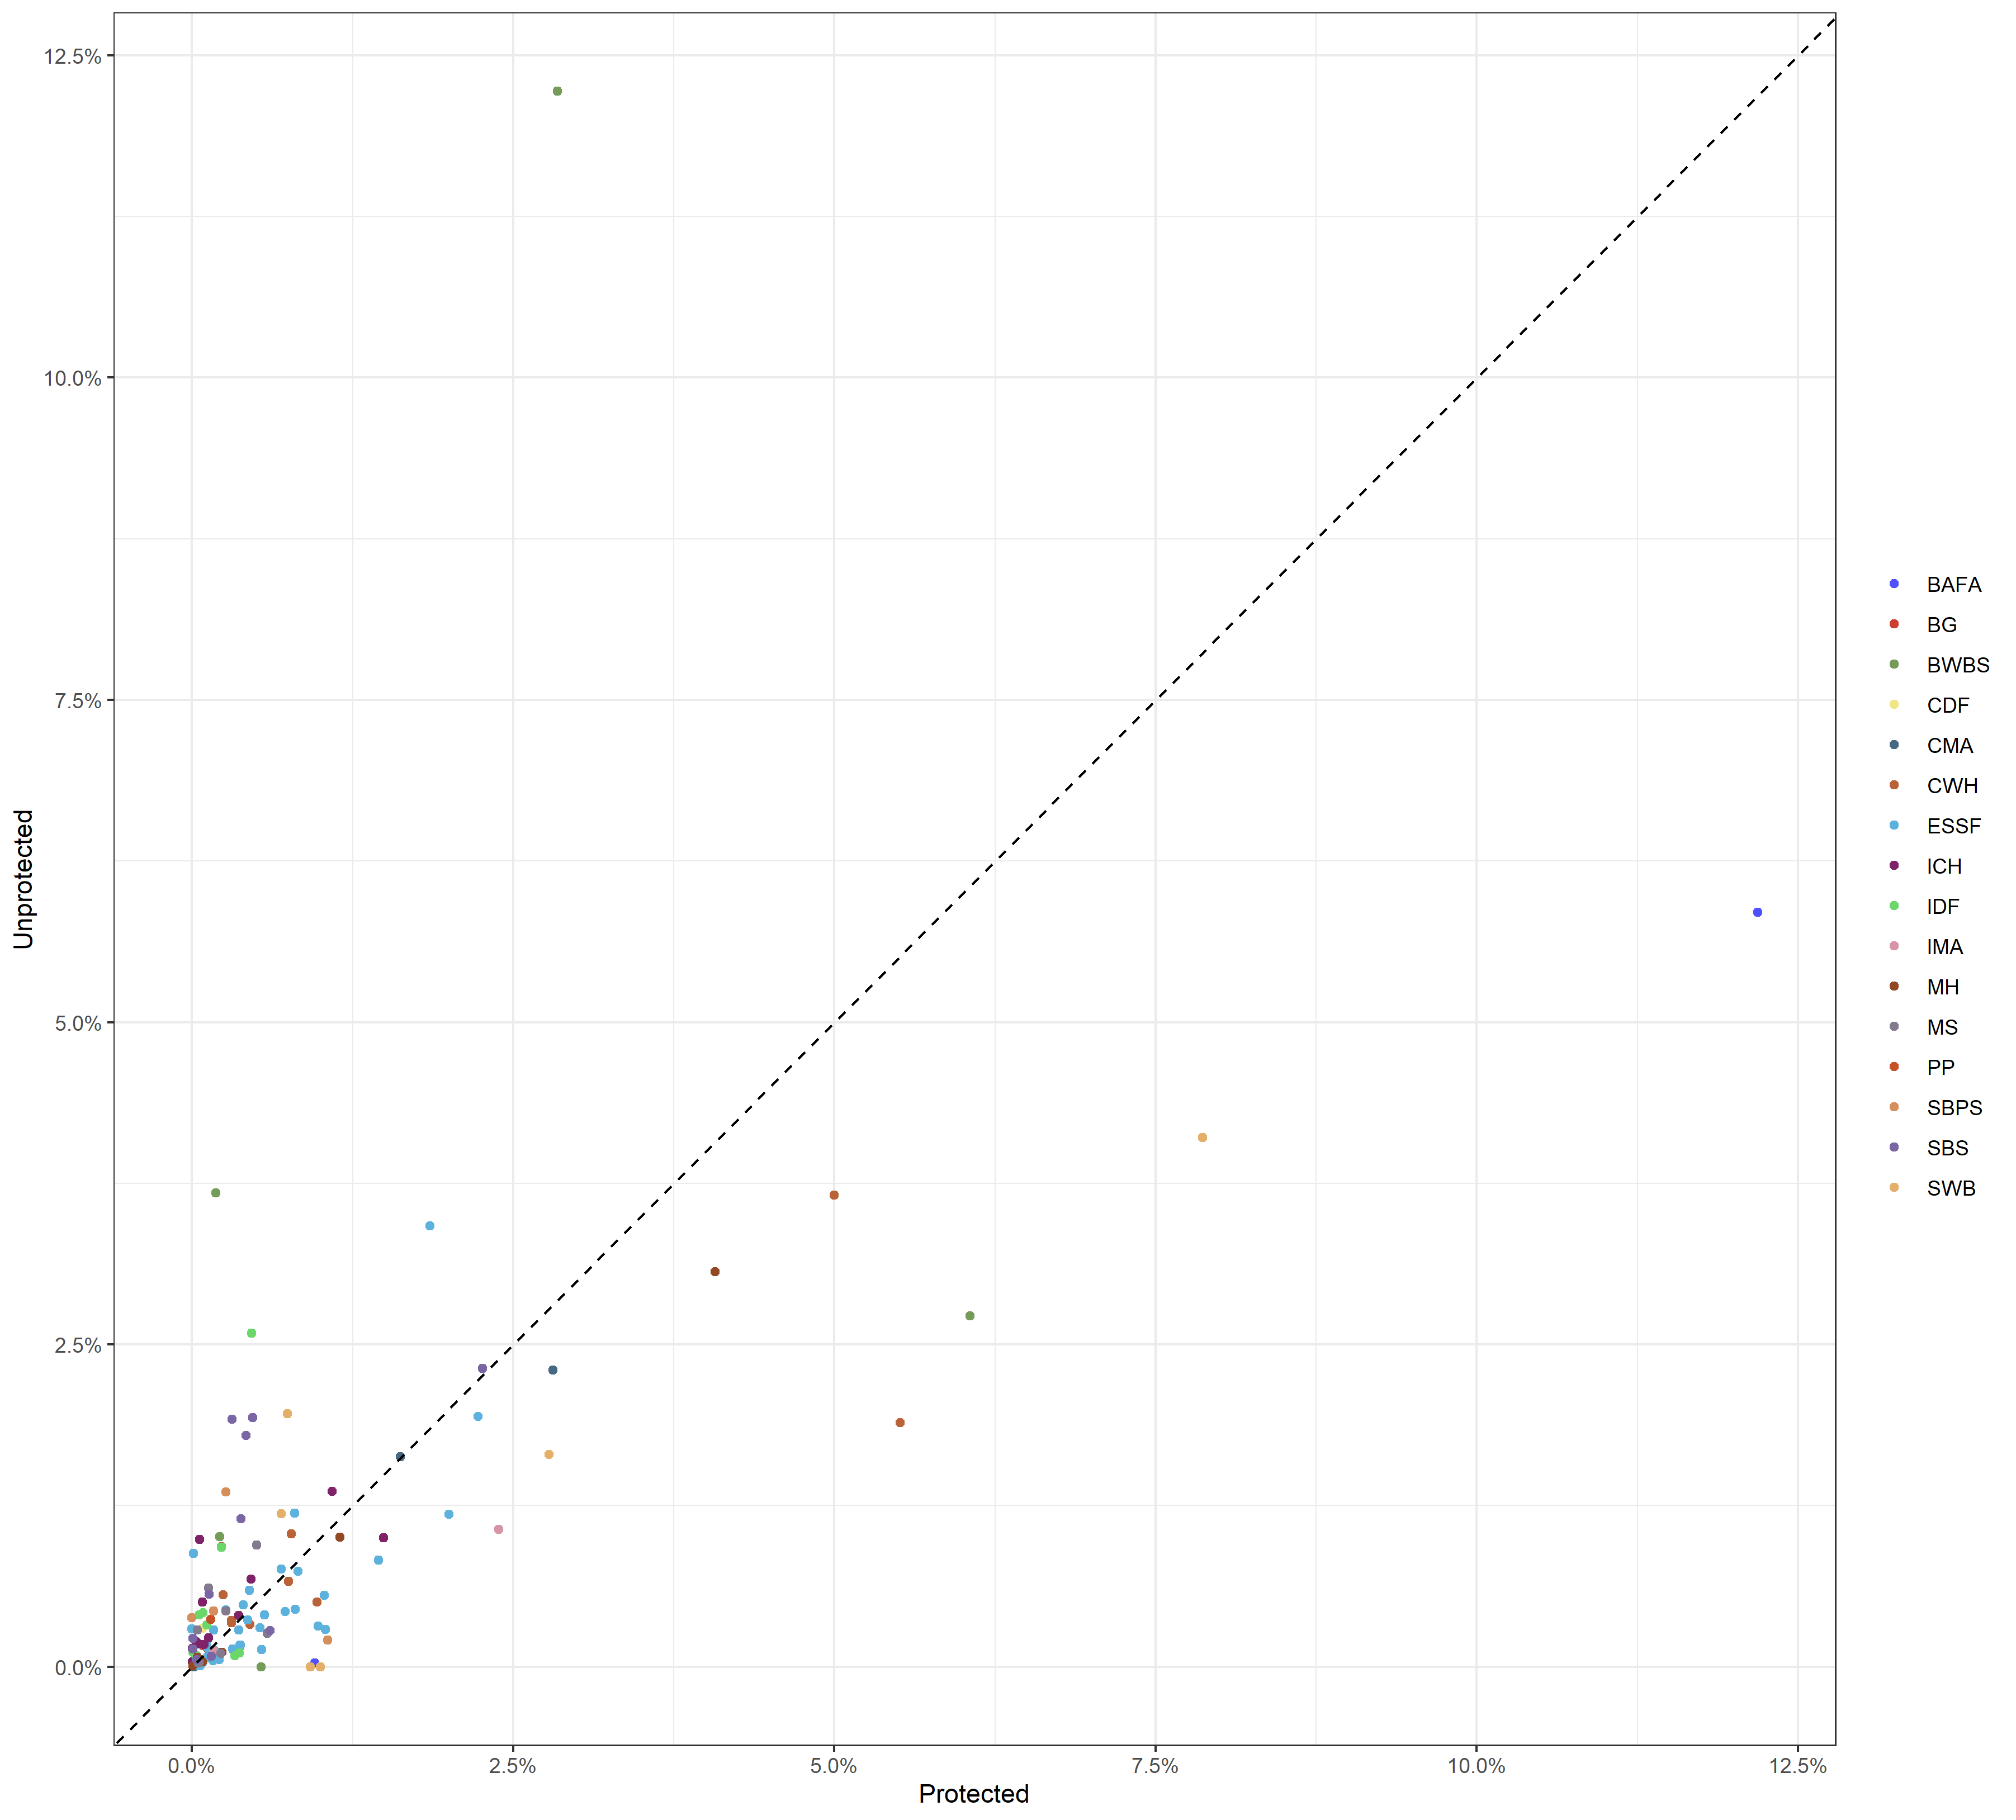 12.5%
10.0%
7.5%
5.0%
2.5%
0.0%
Unprotected
0.0%
2.5%
5.0%
7.5%
10.0%
12.5%
Protected
BAFA
BG
BWBS
CDF
CMA
CWH
ESSF
ICH
IDF
IMA
MH
MS
PP
SBPS
SBS
SWB